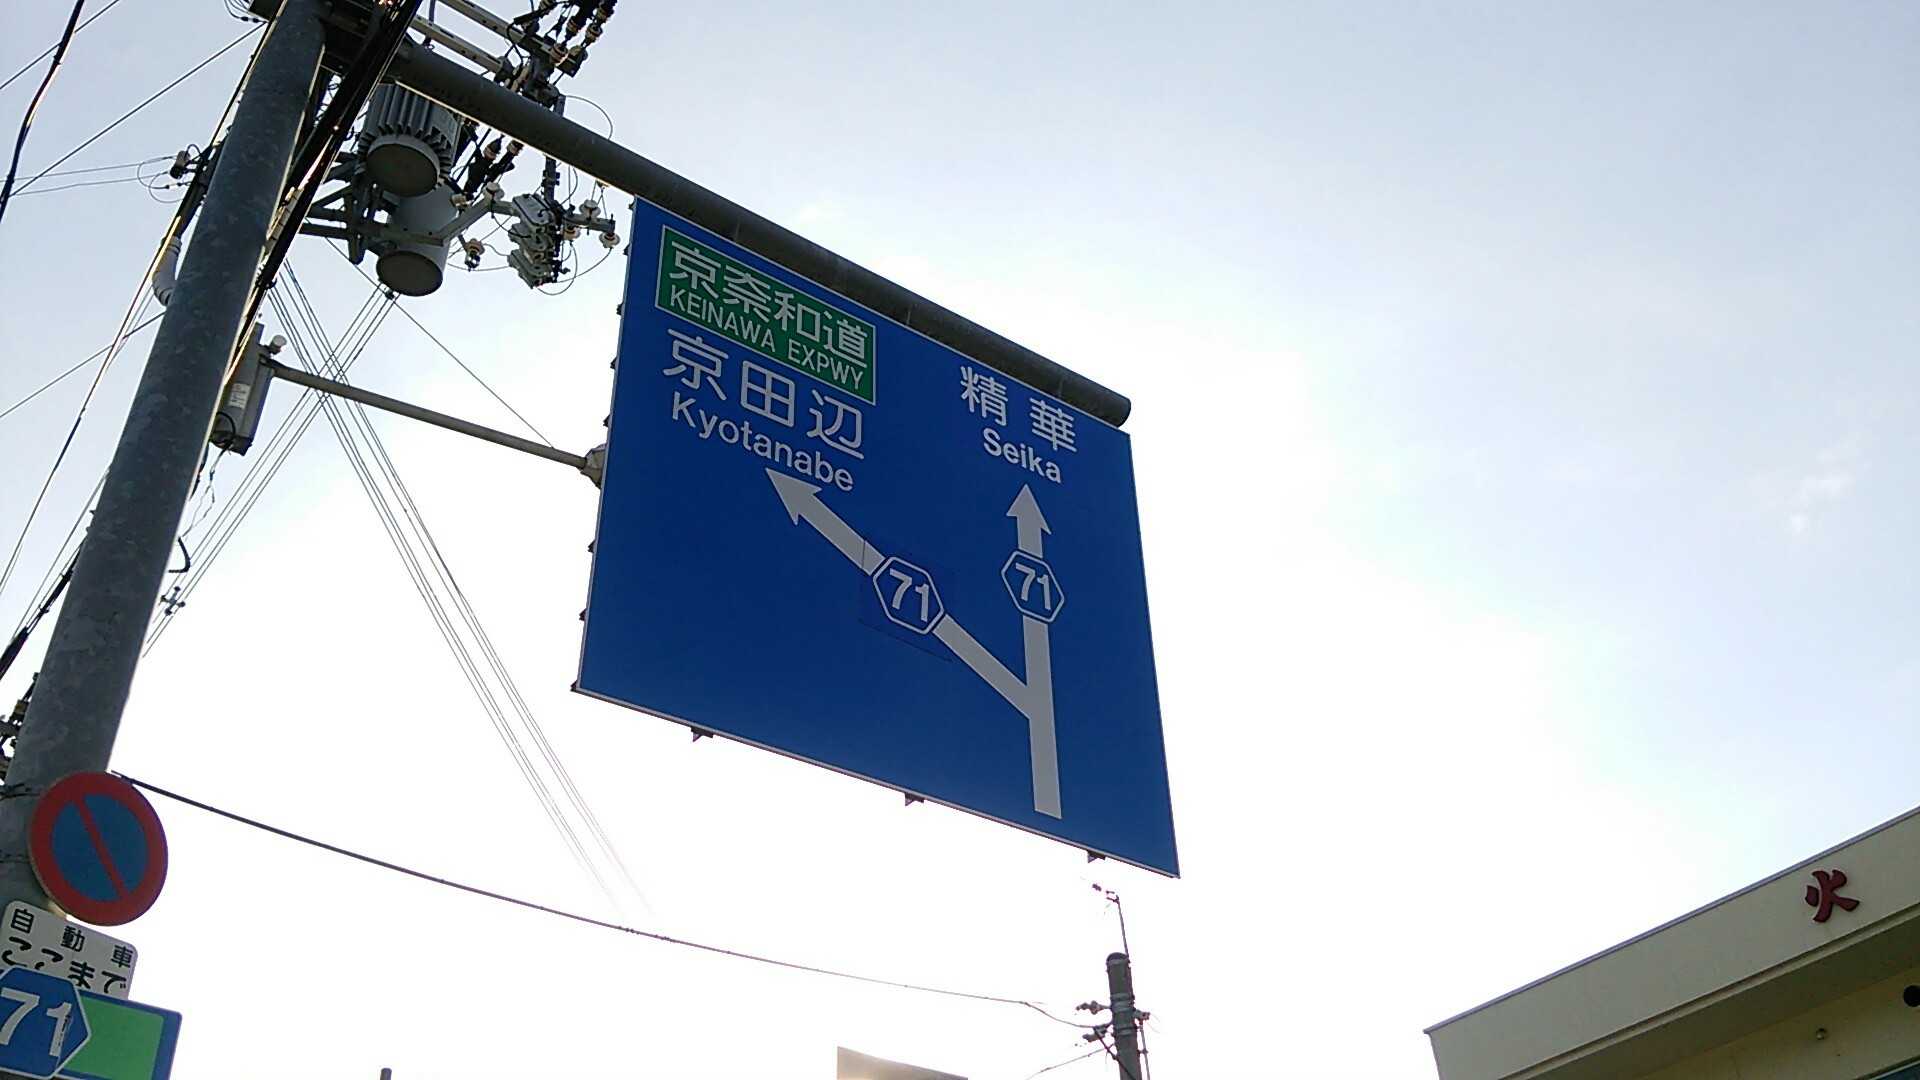 京奈和道
KEINAWA EXPWY
京田辺
Kyotanabe
精華
Seika
71
71
自動車
ここまで
71
火